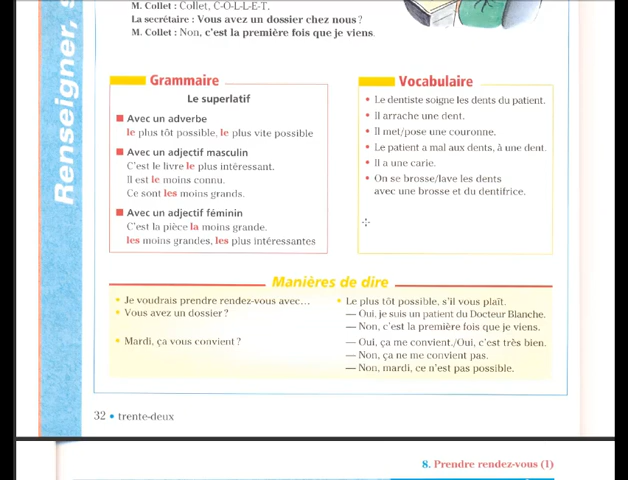 M. Collet : Collet, C-O-L-L-E-T.
La secrétaire : Vous avez un dossier chez nous ?
M. Collet : Non, c'est la première fois que je viens.
Renseigner,
Grammaire
Le superlatif
Avec un adverbe
le plus tôt possible, le plus vite possible
Avec un adjectif masculin
C'est le livre le plus intéressant.
Il est le moins connu.
Ce sont les moins grands.
Avec un adjectif féminin
C'est la pièce la moins grande.
les moins grandes, les plus intéressantes
Vocabulaire
• Le dentiste soigne les dents du patient.
• Il arrache une dent.
• Il met/pose une couronne.
• Le patient a mal aux dents, à une dent.
• Il a une carie.
• On se brosse/lave les dents
avec une brosse et du dentifrice.
Manières de dire
• Je voudrais prendre rendez-vous avec...
• Vous avez un dossier ?
• Mardi, ça vous convient ?
• Le plus tôt possible, s'il vous plaît.
— Oui, je suis un patient du Docteur Blanche.
— Non, c'est la première fois que je viens.
— Oui, ça me convient./Oui, c'est très bien.
— Non, ça ne me convient pas.
— Non, mardi, ce n'est pas possible.
32 • trente-deux
8. Prendre rendez-vous (1)